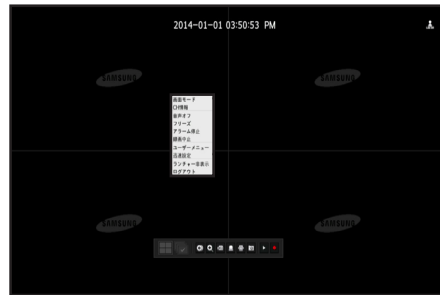 2014-01-01 03:50:53 PM
SAMSUNG
SAMSUNG
画面モード
CH情報
音声オフ
フリーズ
アラーム停止
録画中止
ユーザーメニュー
迅速設定
ランチャー非表示
ログアウト
SAMSUNG
SAMSUNG